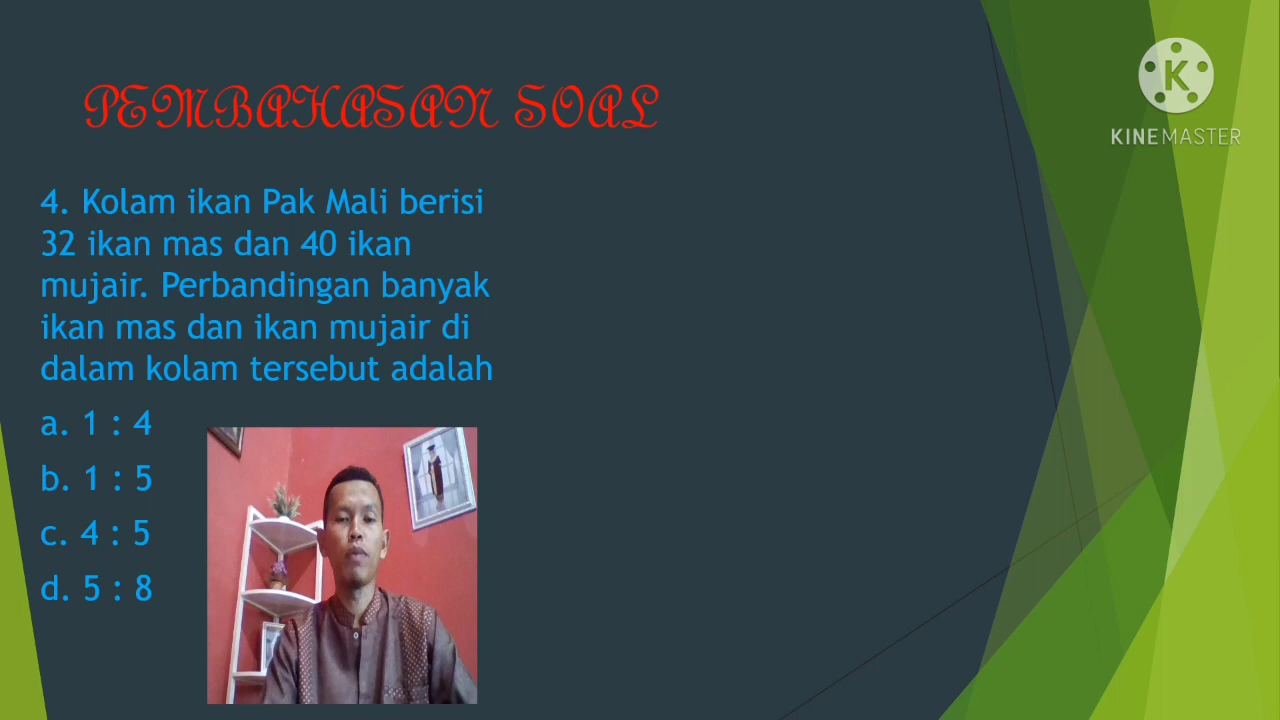 PEMBAHASAN SOAL
4. Kolam ikan Pak Mali berisi
32 ikan mas dan 40 ikan
mujair. Perbandingan banyak
ikan mas dan ikan mujair di
dalam kolam tersebut adalah
a. 1 : 4
b. 1 : 5
c. 4 : 5
d. 5 : 8
K
KINEMASTER